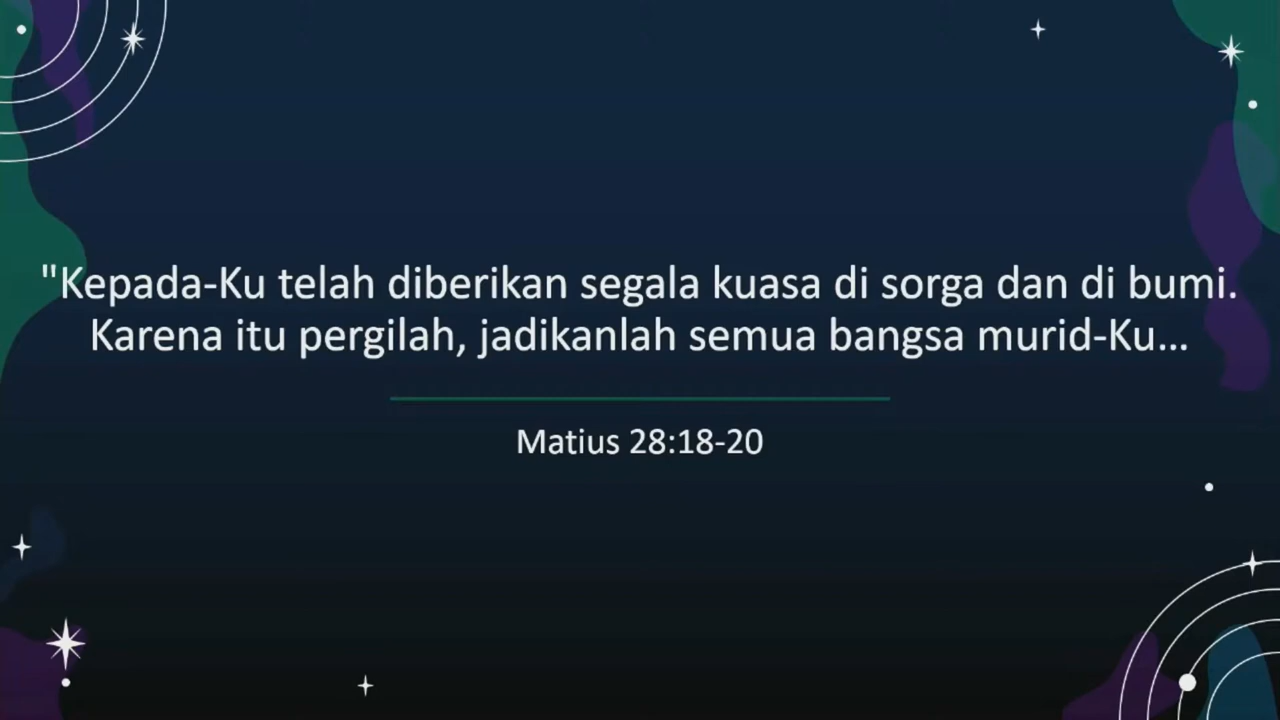 "Kepada-Ku telah diberikan segala kuasa di sorga dan di bumi.
Karena itu pergilah, jadikanlah semua bangsa murid-Ku...
Matius 28:18-20